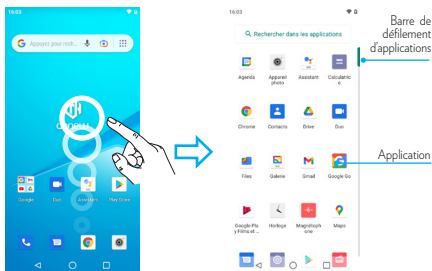 16:03
G Appuyez pour rech...
Google
Duo
Assistant
Play Store
16:03
Rechercher dans les applications
Agenda
Appareil
photo
Assistant
Calculatric
e
Chrome
Contacts
Drive
Duo
Files
Galerie
Gmail
Google Go
Google Pla
y Films et ...
Horloge
Magnétoph
one
Maps
Barre de
défilement
d'applications
Application